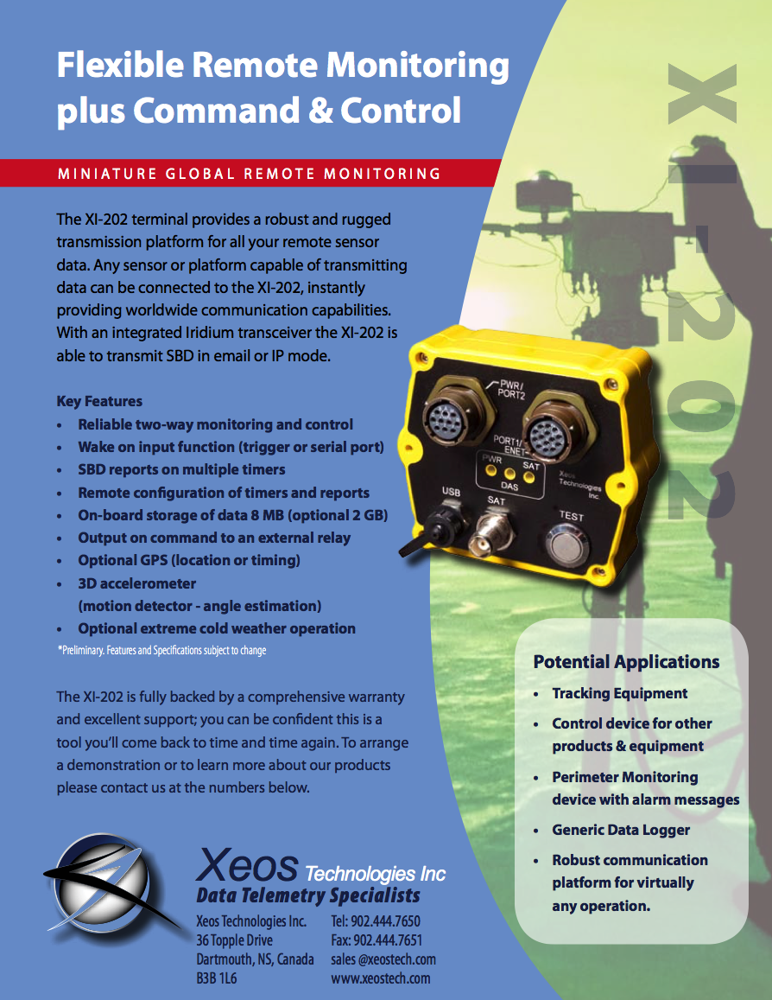 Flexible Remote Monitoring
plus Command & Control
MINIATURE GLOBAL REMOTE MONITORING
XI-202
The XI-202 terminal provides a robust and rugged
transmission platform for all your remote sensor
data. Any sensor or platform capable of transmitting
data can be connected to the XI-202, instantly
providing worldwide communication capabilities.
With an integrated Iridium transceiver the XI-202 is
able to transmit SBD in email or IP mode.
Key Features
• Reliable two-way monitoring and control
• Wake on input function (trigger or serial port)
• SBD reports on multiple timers
• Remote configuration of timers and reports
• On-board storage of data 8 MB (optional 2 GB)
• Output on command to an external relay
• Optional GPS (location or timing)
• 3D accelerometer
(motion detector - angle estimation)
• Optional extreme cold weather operation
*Preliminary. Features and Specifications subject to change
PWR/
PORT2
PORT1/
ENET
PWR
SAT
DAS
Xeos
Technologies
Inc.
USB
SAT
TEST
The XI-202 is fully backed by a comprehensive warranty
and excellent support; you can be confident this is a
tool you'll come back to time and time again. To arrange
a demonstration or to learn more about our products
please contact us at the numbers below.
Potential Applications
• Tracking Equipment
• Control device for other
products & equipment
• Perimeter Monitoring
device with alarm messages
• Generic Data Logger
• Robust communication
platform for virtually
any operation.
Xeos Technologies Inc
Data Telemetry Specialists
Xeos Technologies Inc.
36 Topple Drive
Dartmouth, NS, Canada
B3B 1L6
Tel: 902.444.7650
Fax: 902.444.7651
sales @xeostech.com
www.xeostech.com